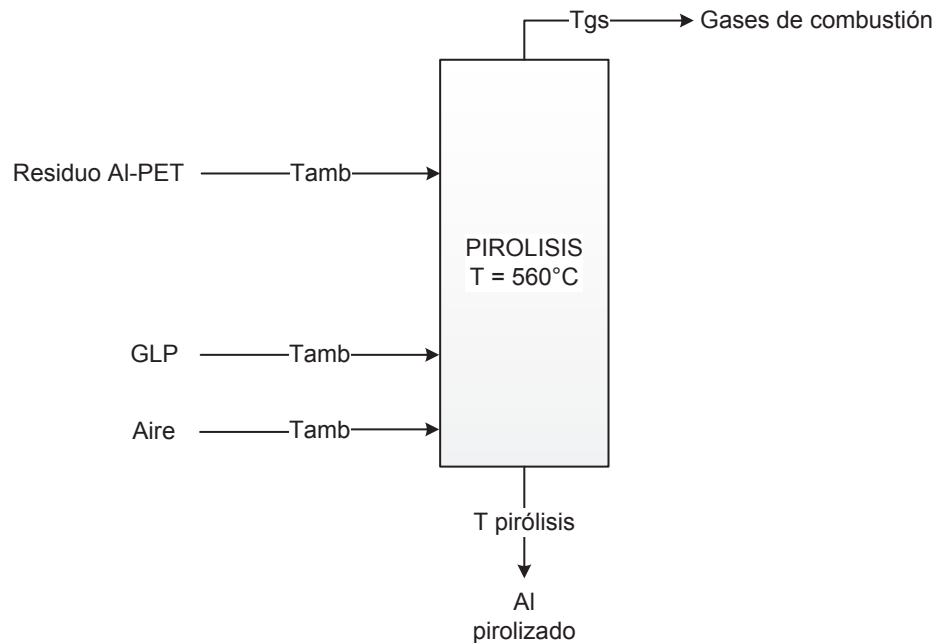 Tgs Gases de combustión
Residuo Al-PET Tamb
PIROLISIS
T = 560°C
GLP Tamb
Aire Tamb
T pirólisis
Al
pirolizado